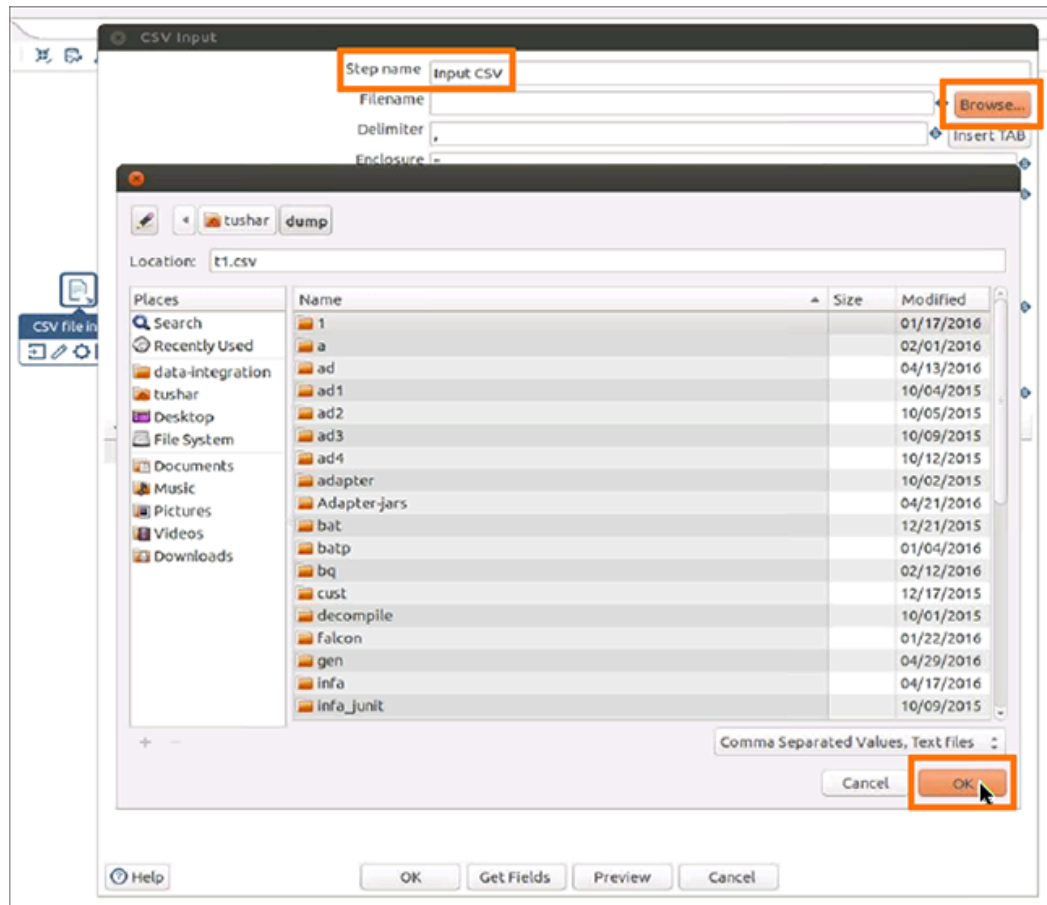 CSV Input
Step name Input CSV
Filename Browse...
Delimiter , Insert TAB
Enclosure "
tushar dump
Location: t1.csv
Places Name Size Modified
Search 1 01/17/2016
Recently Used a 02/01/2016
data-integration ad 04/13/2016
tushar ad1 10/04/2015
Desktop ad2 10/05/2015
File System ad3 10/09/2015
ad4 10/12/2015
Documents adapter 10/02/2015
Music Adapter-jars 04/21/2016
Pictures bat 12/21/2015
Videos batp 01/04/2016
Downloads bq 02/12/2016
cust 12/17/2015
decompile 10/01/2015
falcon 01/22/2016
gen 04/29/2016
infa 04/17/2016
infa_junit 10/09/2015
CSV file in
+ −
Comma Separated Values, Text files
Cancel OK
Help OK Get Fields Preview Cancel